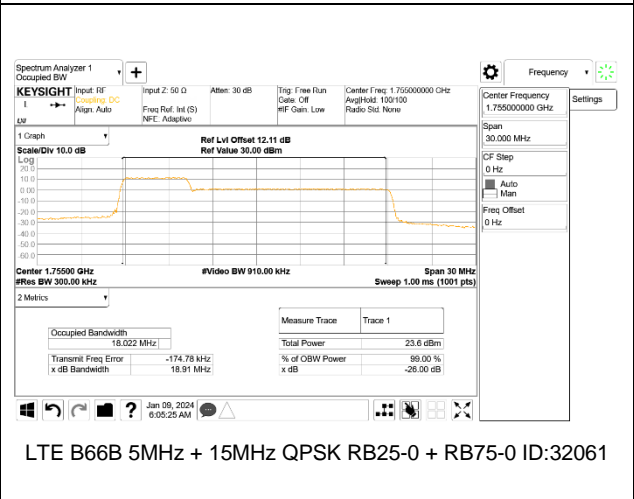 Spectrum Analyzer 1
Occupied BW
KEYSIGHT
Input: RF
Coupling: DC
Align: Auto
Input Z: 50 Ω
Freq Ref: Int (S)
NFE: Adaptive
Atten: 30 dB
Trig: Free Run
Gate: Off
#IF Gain: Low
Center Freq: 1.755000000 GHz
Avg|Hold: 100/100
Radio Std: None
1 Graph
Scale/Div 10.0 dB
Ref Lvl Offset 12.11 dB
Ref Value 30.00 dBm
Log
20.0
10.0
0.00
-10.0
-20.0
-30.0
-40.0
-50.0
-60.0
Center 1.75500 GHz
#Res BW 300.00 kHz
#Video BW 910.00 kHz
Span 30 MHz
Sweep 1.00 ms (1001 pts)
2 Metrics
Occupied Bandwidth
18.022 MHz
Transmit Freq Error -174.78 kHz
x dB Bandwidth 18.91 MHz
Measure Trace Trace 1
Total Power 23.6 dBm
% of OBW Power 99.00 %
x dB -26.00 dB
Jan 09, 2024
6:05:25 AM
Frequency
Center Frequency
1.755000000 GHz
Settings
Span
30.000 MHz
CF Step
0 Hz
Auto
Man
Freq Offset
0 Hz
LTE B66B 5MHz + 15MHz QPSK RB25-0 + RB75-0 ID:32061